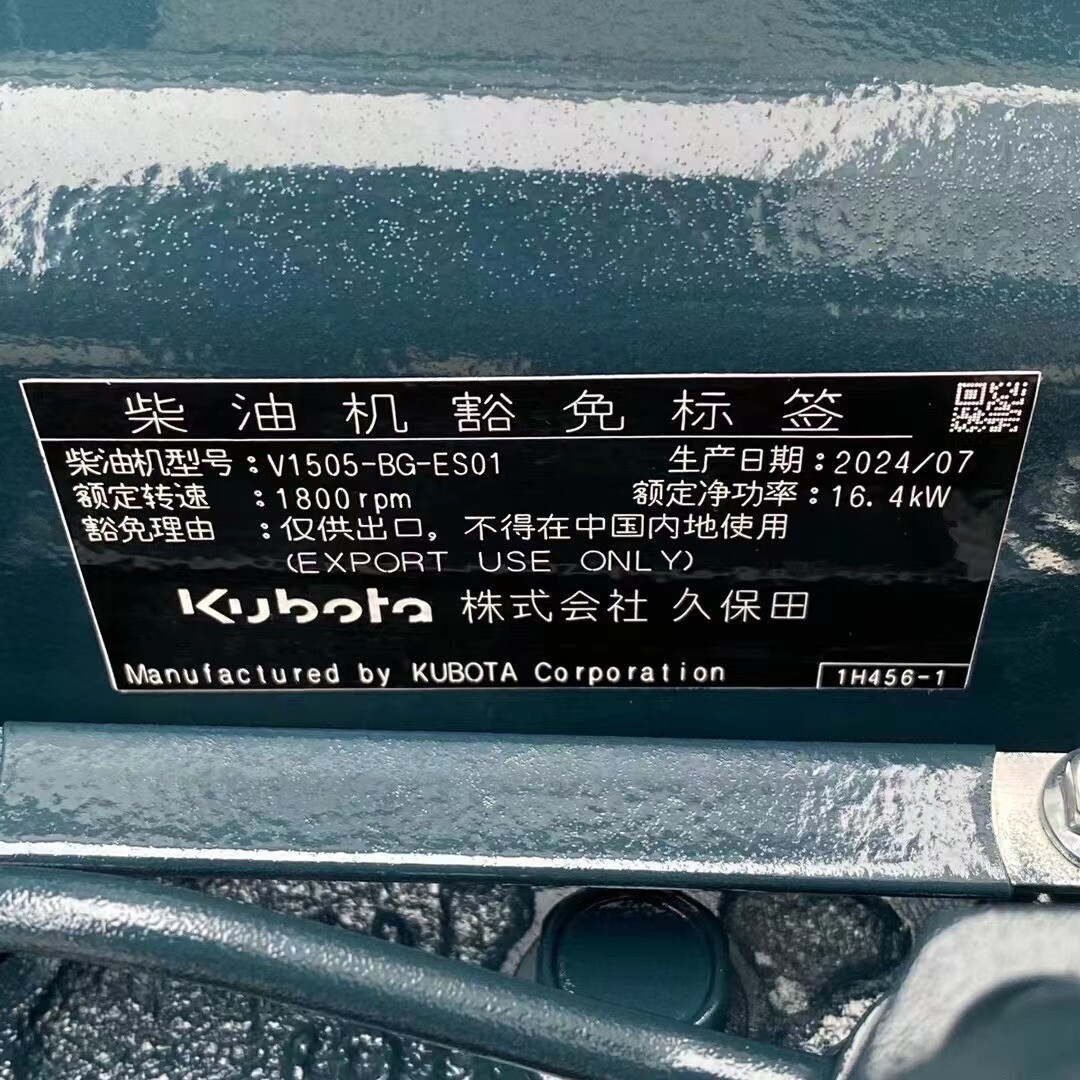 柴油机豁免标签
柴油机型号：V1505-BG-ES01 生产日期：2024/07
额定转速 ：1800rpm 额定净功率：16.4kW
豁免理由 ：仅供出口，不得在中国内地使用
(EXPORT USE ONLY)
Kubota 株式会社 久保田
Manufactured by KUBOTA Corporation 1H456-1